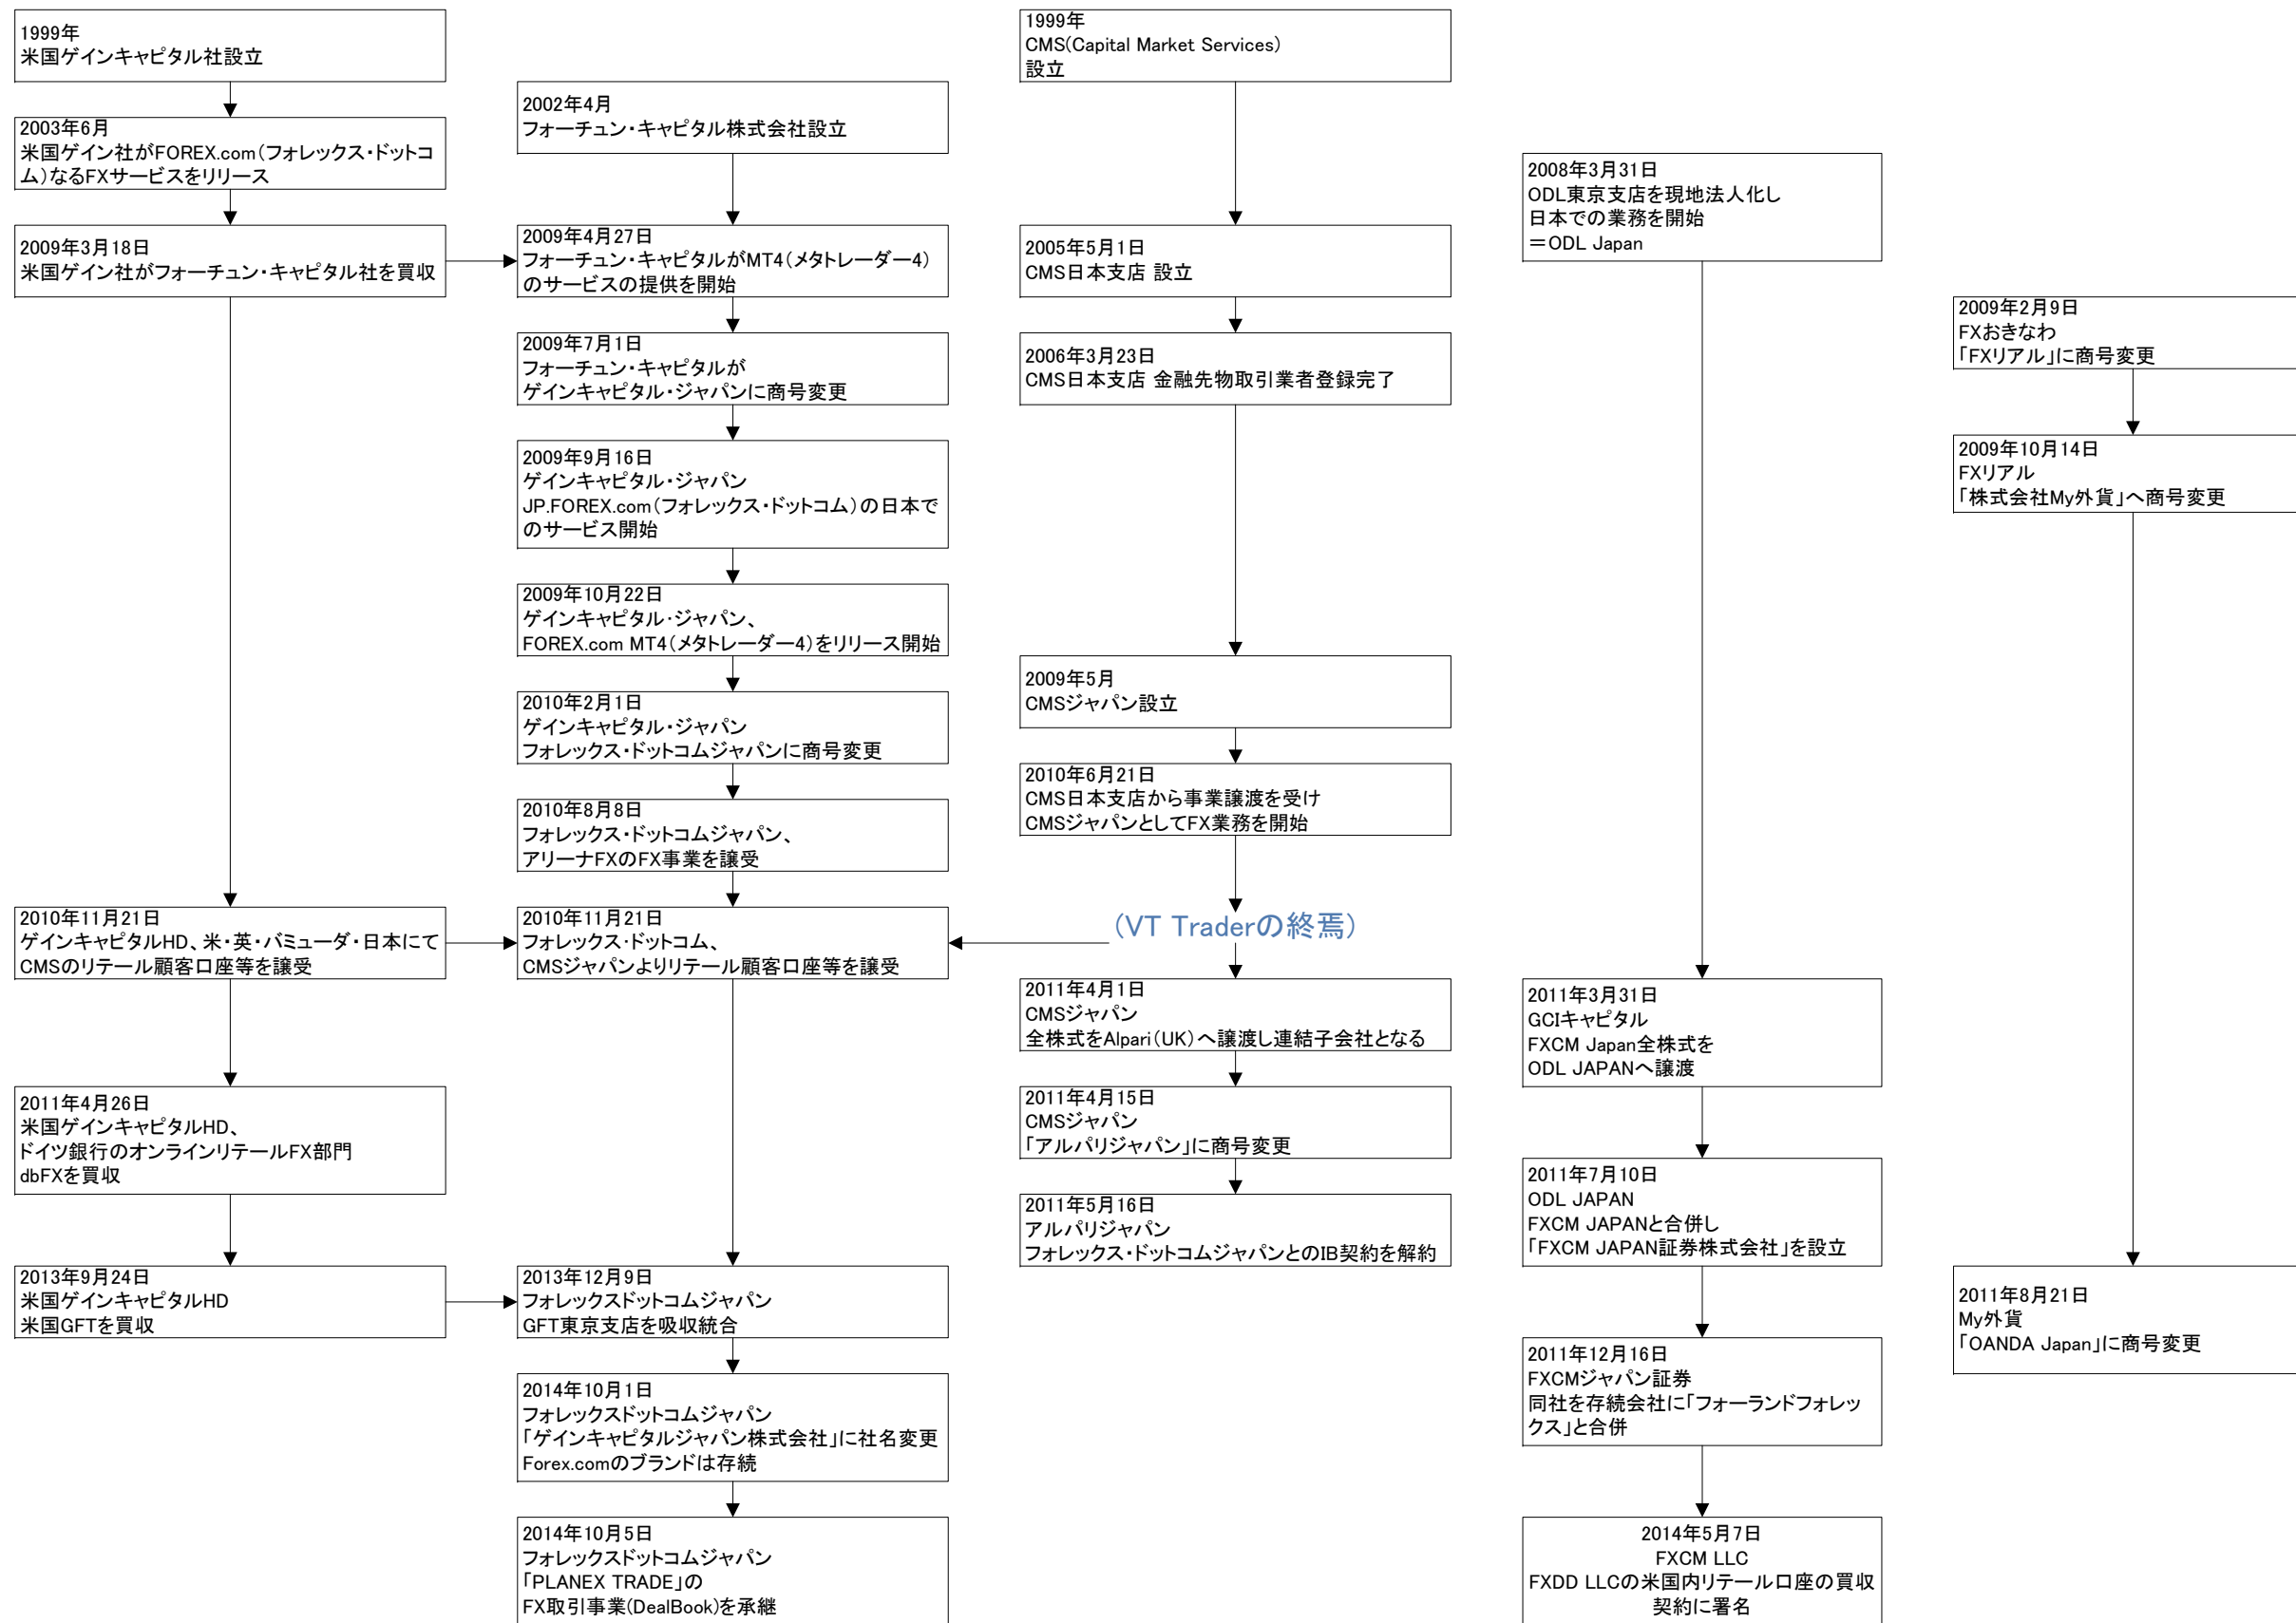 1999年
米国ゲインキャピタル社設立
2003年6月
米国ゲイン社がFOREX.com（フォレックス・ドットコ
ム）なるFXサービスをリリース
2009年3月18日
米国ゲイン社がフォーチュン・キャピタル社を買収
2010年11月21日
ゲインキャピタルHD、米・英・バミューダ・日本にて
CMSのリテール顧客口座等を譲受
2011年4月26日
米国ゲインキャピタルHD、
ドイツ銀行のオンラインリテールFX部門
dbFXを買収
2013年9月24日
米国ゲインキャピタルHD
米国GFTを買収
2002年4月
フォーチュン・キャピタル株式会社設立
2009年4月27日
フォーチュン・キャピタルがMT4（メタトレーダー4）
のサービスの提供を開始
2009年7月1日
フォーチュン・キャピタルが
ゲインキャピタル・ジャパンに商号変更
2009年9月16日
ゲインキャピタル・ジャパン
JP.FOREX.com（フォレックス・ドットコム）の日本で
のサービス開始
2009年10月22日
ゲインキャピタル・ジャパン、
FOREX.com MT4（メタトレーダー4）をリリース開始
2010年2月1日
ゲインキャピタル・ジャパン
フォレックス・ドットコムジャパンに商号変更
2010年8月8日
フォレックス・ドットコムジャパン、
アリーナFXのFX事業を譲受
2010年11月21日
フォレックス・ドットコム、
CMSジャパンよりリテール顧客口座等を譲受
2013年12月9日
フォレックスドットコムジャパン
GFT東京支店を吸収統合
2014年10月1日
フォレックスドットコムジャパン
「ゲインキャピタルジャパン株式会社」に社名変更
Forex.comのブランドは存続
2014年10月5日
フォレックスドットコムジャパン
「PLANEX TRADE」の
FX取引事業(DealBook)を承継
1999年
CMS(Capital Market Services)
設立
2005年5月1日
CMS日本支店 設立
2006年3月23日
CMS日本支店 金融先物取引業者登録完了
2009年5月
CMSジャパン設立
2010年6月21日
CMS日本支店から事業譲渡を受け
CMSジャパンとしてFX業務を開始
（VT Traderの終焉）
2011年4月1日
CMSジャパン
全株式をAlpari（UK）へ譲渡し連結子会社となる
2011年4月15日
CMSジャパン
「アルパリジャパン」に商号変更
2011年5月16日
アルパリジャパン
フォレックス・ドットコムジャパンとのIB契約を解約
2008年3月31日
ODL東京支店を現地法人化し
日本での業務を開始
＝ODL Japan
2011年3月31日
GCIキャピタル
FXCM Japan全株式を
ODL JAPANへ譲渡
2011年7月10日
ODL JAPAN
FXCM JAPANと合併し
「FXCM JAPAN証券株式会社」を設立
2011年12月16日
FXCMジャパン証券
同社を存続会社に「フォーランドフォレッ
クス」と合併
2014年5月7日
FXCM LLC
FXDD LLCの米国内リテール口座の買収
契約に署名
2009年2月9日
FXおきなわ
「FXリアル」に商号変更
2009年10月14日
FXリアル
「株式会社My外貨」へ商号変更
2011年8月21日
My外貨
「OANDA Japan」に商号変更